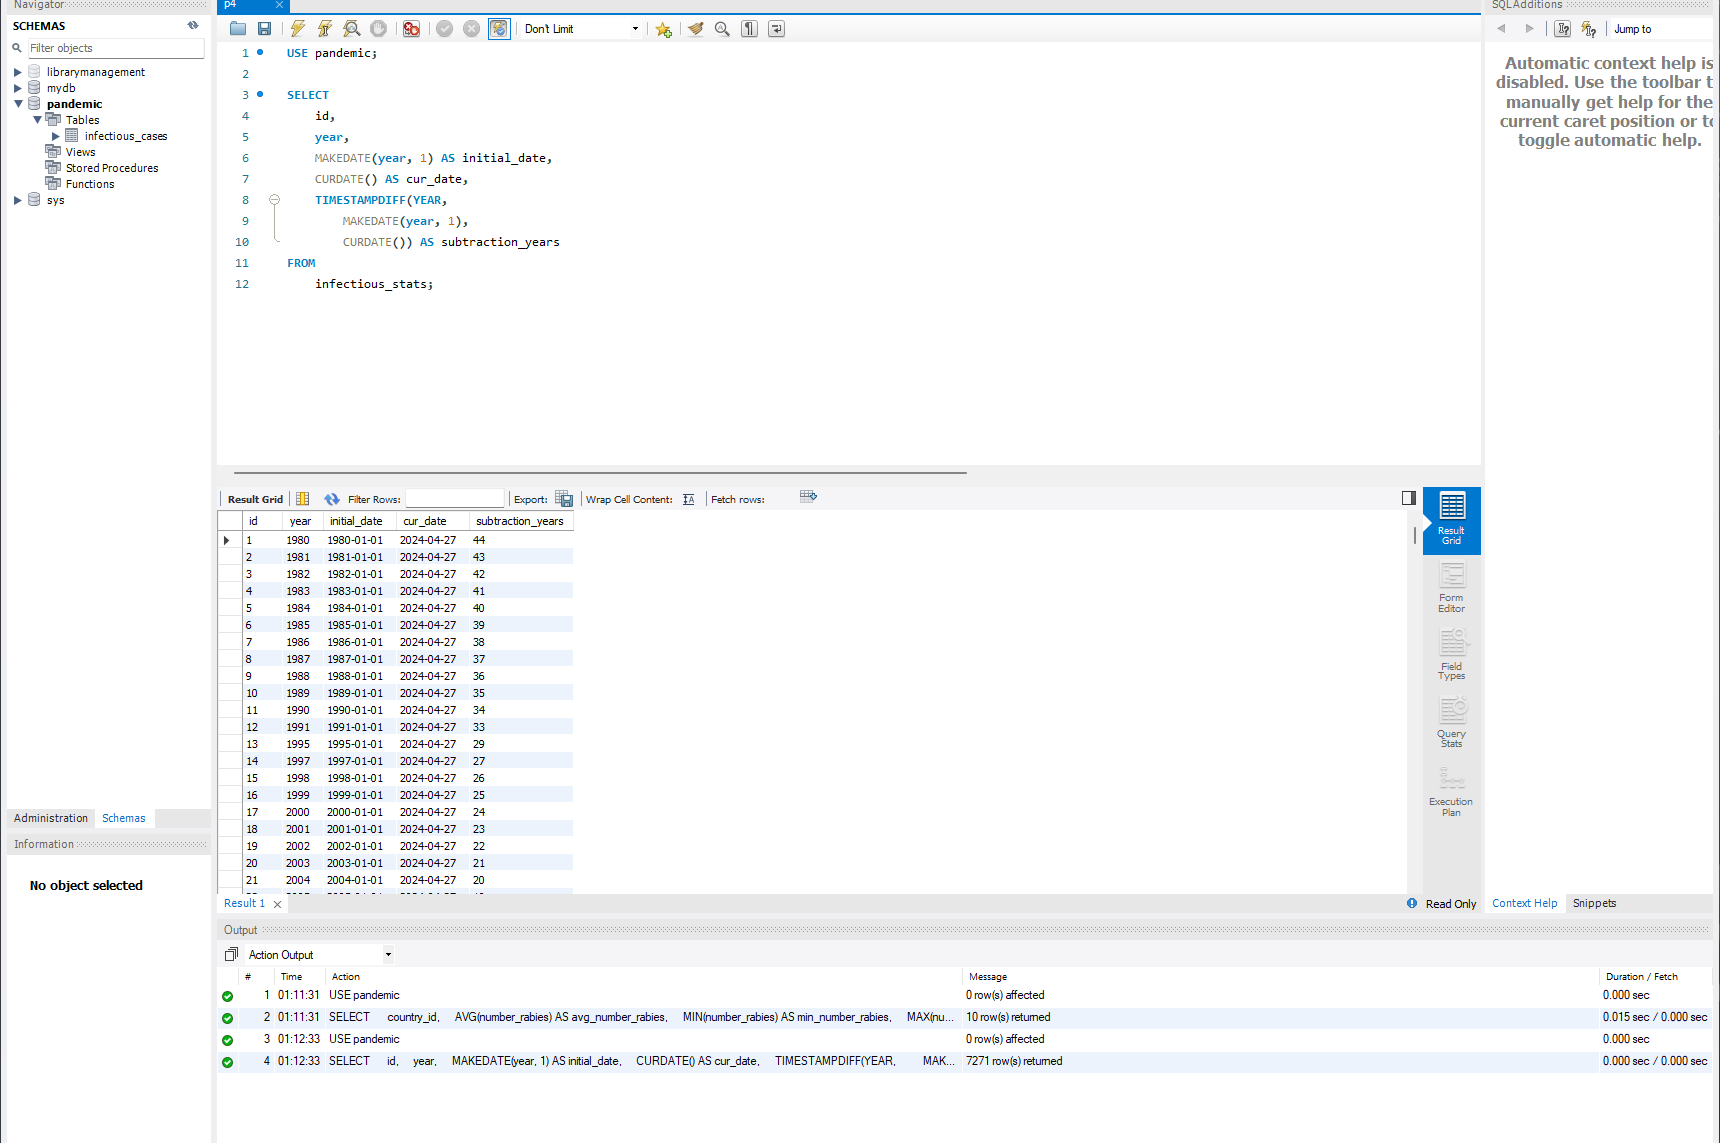 Navigator
SCHEMAS
Filter objects
librarymanagement
mydb
pandemic
Tables
infectious_cases
Views
Stored Procedures
Functions
sys
Administration Schemas
Information
No object selected
p4
Don't Limit
1 USE pandemic;
2
3 SELECT
4 id,
5 year,
6 MAKEDATE(year, 1) AS initial_date,
7 CURDATE() AS cur_date,
8 TIMESTAMPDIFF(YEAR,
9 MAKEDATE(year, 1),
10 CURDATE()) AS subtraction_years
11 FROM
12 infectious_stats;
Result Grid Filter Rows: Export: Wrap Cell Content: Fetch rows:
id year initial_date cur_date subtraction_years
1 1980 1980-01-01 2024-04-27 44
2 1981 1981-01-01 2024-04-27 43
3 1982 1982-01-01 2024-04-27 42
4 1983 1983-01-01 2024-04-27 41
5 1984 1984-01-01 2024-04-27 40
6 1985 1985-01-01 2024-04-27 39
7 1986 1986-01-01 2024-04-27 38
8 1987 1987-01-01 2024-04-27 37
9 1988 1988-01-01 2024-04-27 36
10 1989 1989-01-01 2024-04-27 35
11 1990 1990-01-01 2024-04-27 34
12 1991 1991-01-01 2024-04-27 33
13 1995 1995-01-01 2024-04-27 29
14 1997 1997-01-01 2024-04-27 27
15 1998 1998-01-01 2024-04-27 26
16 1999 1999-01-01 2024-04-27 25
17 2000 2000-01-01 2024-04-27 24
18 2001 2001-01-01 2024-04-27 23
19 2002 2002-01-01 2024-04-27 22
20 2003 2003-01-01 2024-04-27 21
21 2004 2004-01-01 2024-04-27 20
Result
Grid
Form
Editor
Field
Types
Query
Stats
Execution
Plan
Result 1
Read Only
SQLAdditions
Jump to
Automatic context help is
disabled. Use the toolbar t
manually get help for the
current caret position or to
toggle automatic help.
Context Help Snippets
Output
Action Output
# Time Action Message Duration / Fetch
1 01:11:31 USE pandemic 0 row(s) affected 0.000 sec
2 01:11:31 SELECT country_id, AVG(number_rabies) AS avg_number_rabies, MIN(number_rabies) AS min_number_rabies, MAX(nu... 10 row(s) returned 0.015 sec / 0.000 sec
3 01:12:33 USE pandemic 0 row(s) affected 0.000 sec
4 01:12:33 SELECT id, year, MAKEDATE(year, 1) AS initial_date, CURDATE() AS cur_date, TIMESTAMPDIFF(YEAR, MAK... 7271 row(s) returned 0.000 sec / 0.000 sec